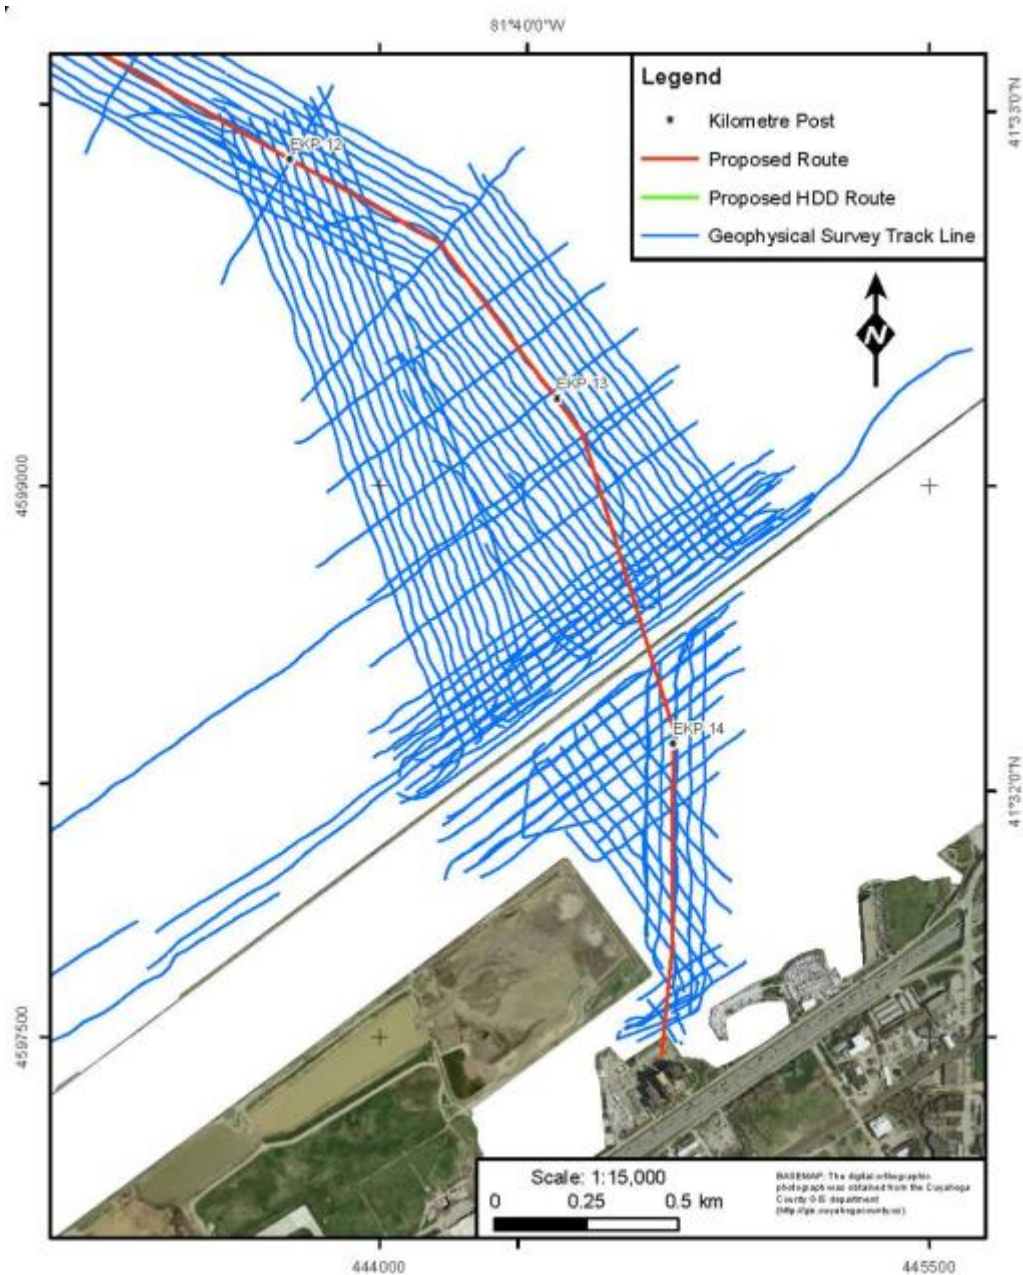 81°40'0"W
Legend
Kilometre Post
Proposed Route
Proposed HDD Route
Geophysical Survey Track Line
N
41°33'0"N
EKP 12
EKP 13
4599000
EKP 14
41°32'0"N
4597500
Scale: 1:15,000
0 0.25 0.5 km
BASEMAP: The digital orthographic
photograph was obtained from the Cuyahoga
County GIS department
444000
445500